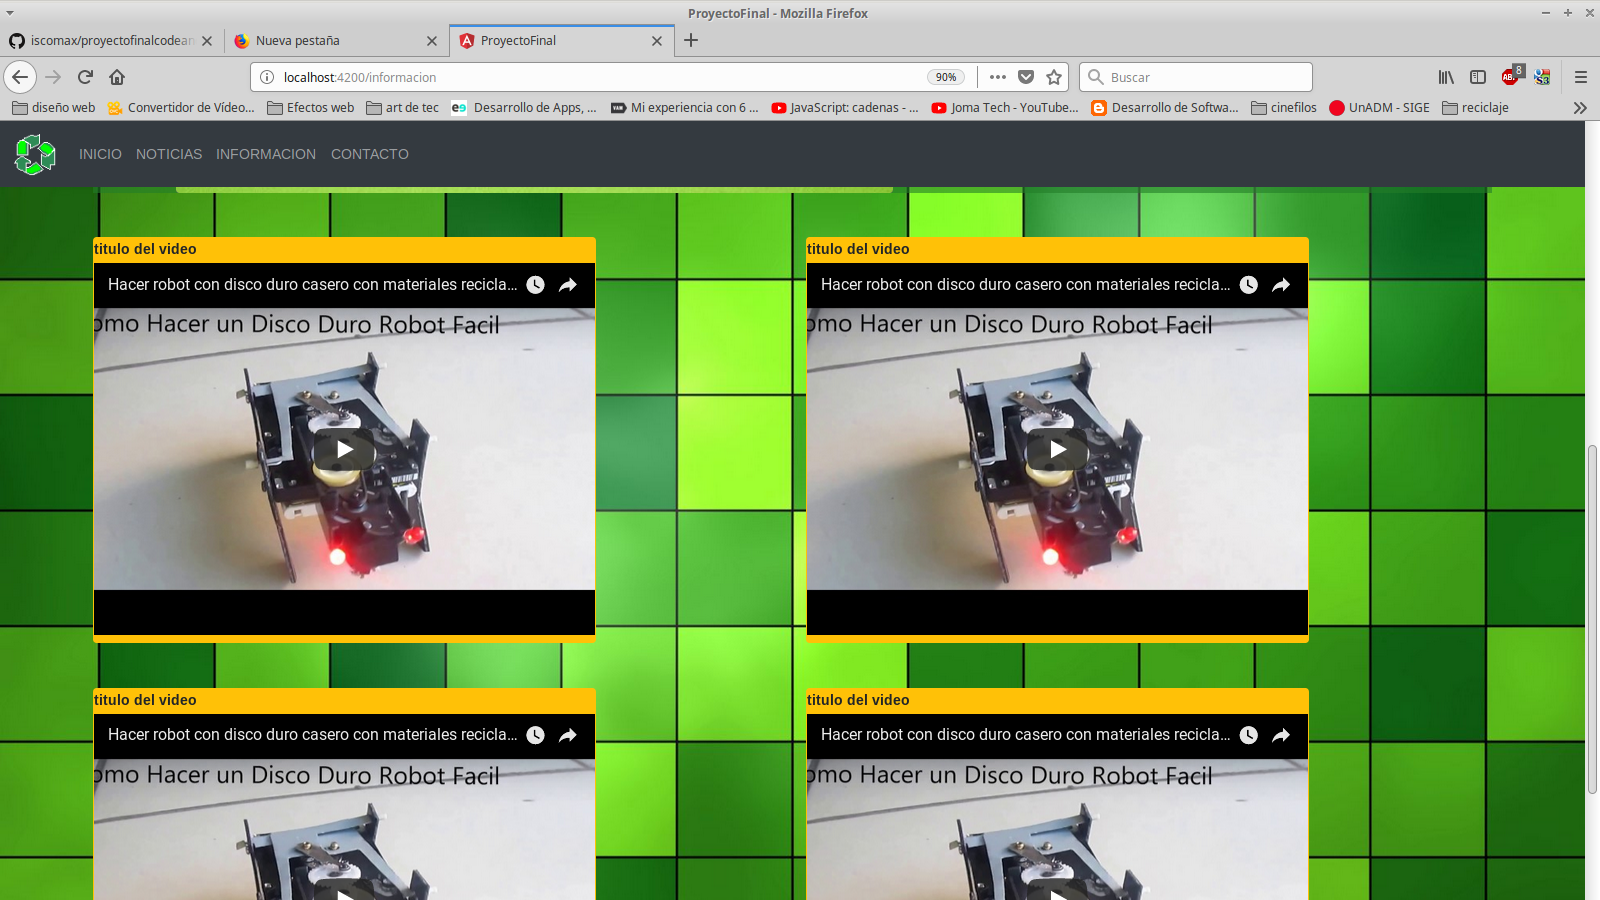 ProyectoFinal - Mozilla Firefox
iscomax/proyectofinalcodean
Nueva pestaña
ProyectoFinal
localhost:4200/informacion
90%
Buscar
ABP
8
S3
diseño web
Convertidor de Vídeo...
Efectos web
art de tec
Desarrollo de Apps, ...
Mi experiencia con 6 ...
JavaScript: cadenas - ...
Joma Tech - YouTube...
Desarrollo de Softwa...
cinefilos
UnADM - SIGE
reciclaje
INICIO
NOTICIAS
INFORMACION
CONTACTO
titulo del video
titulo del video
Hacer robot con disco duro casero con materiales recicla...
Hacer robot con disco duro casero con materiales recicla...
omo Hacer un Disco Duro Robot Facil
omo Hacer un Disco Duro Robot Facil
titulo del video
titulo del video
Hacer robot con disco duro casero con materiales recicla...
Hacer robot con disco duro casero con materiales recicla...
omo Hacer un Disco Duro Robot Facil
omo Hacer un Disco Duro Robot Facil